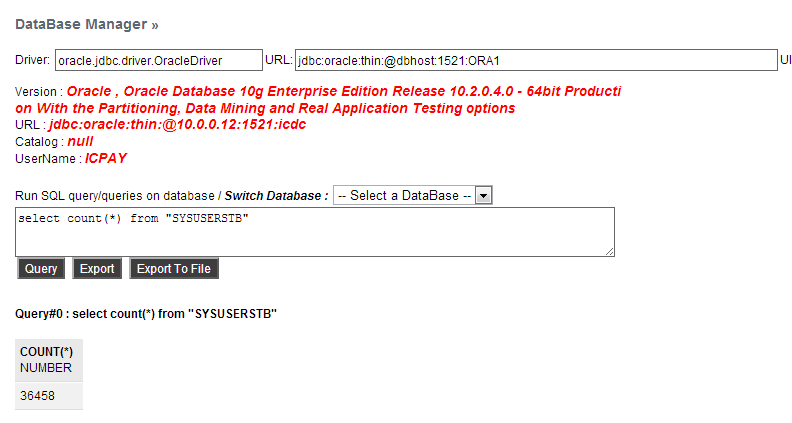 DataBase Manager »
Driver: oracle.jdbc.driver.OracleDriver URL: jdbc:oracle:thin:@dbhost:1521:ORA1 UI
Version : Oracle , Oracle Database 10g Enterprise Edition Release 10.2.0.4.0 - 64bit Producti
on With the Partitioning, Data Mining and Real Application Testing options
URL : jdbc:oracle:thin:@10.0.0.12:1521:icdc
Catalog : null
UserName : ICPAY
Run SQL query/queries on database / Switch Database : -- Select a DataBase --
select count(*) from "SYSUSERSTB"
Query Export Export To File
Query#0 : select count(*) from "SYSUSERSTB"
COUNT(*)
NUMBER
36458